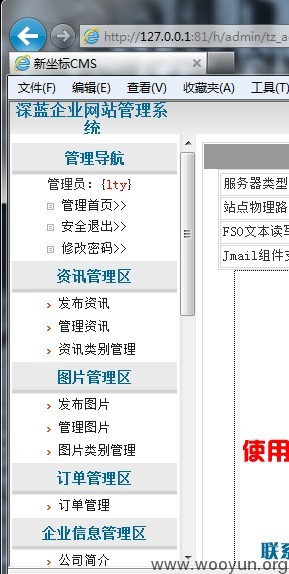 http://127.0.0.1:81/h/admin/tz_a
新坐标CMS
文件(F) 编辑(E) 查看(V) 收藏夹(A) 工具(T)
深蓝企业网站管理系
统
管理导航
管理员：{lty}
管理首页>>
安全退出>>
修改密码>>
资讯管理区
发布资讯
管理资讯
资讯类别管理
图片管理区
发布图片
管理图片
图片类别管理
订单管理区
订单管理
企业信息管理区
公司简介
服务器类型
站点物理路
FSO文本读写
Jmail组件支
使用
联系
www.wooyun.org